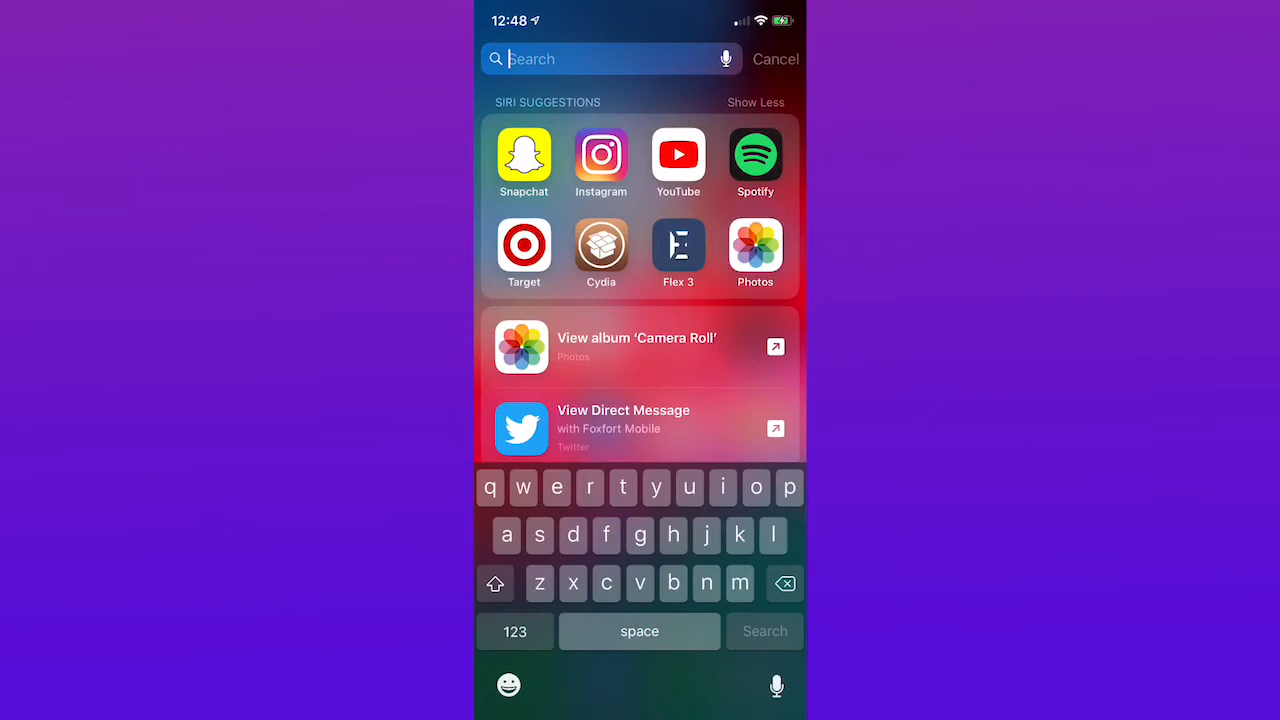 12:48
Search
Cancel
SIRI SUGGESTIONS
Show Less
Snapchat Instagram YouTube Spotify
Target Cydia Flex 3 Photos
View album ‘Camera Roll’
Photos
View Direct Message
with Foxfort Mobile
Twitter
q w e r t y u i o p
a s d f g h j k l
z x c v b n m
123 space Search